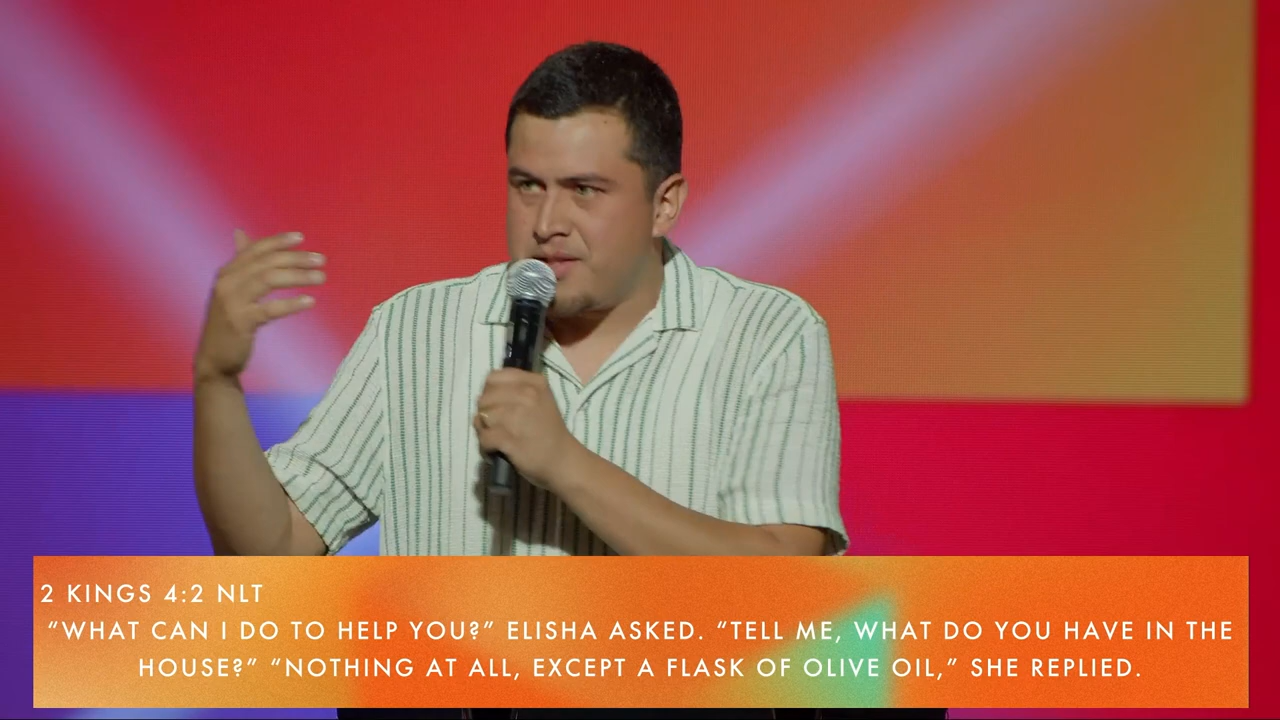 2 KINGS 4:2 NLT
“WHAT CAN I DO TO HELP YOU?” ELISHA ASKED. “TELL ME, WHAT DO YOU HAVE IN THE
HOUSE?” “NOTHING AT ALL, EXCEPT A FLASK OF OLIVE OIL,” SHE REPLIED.